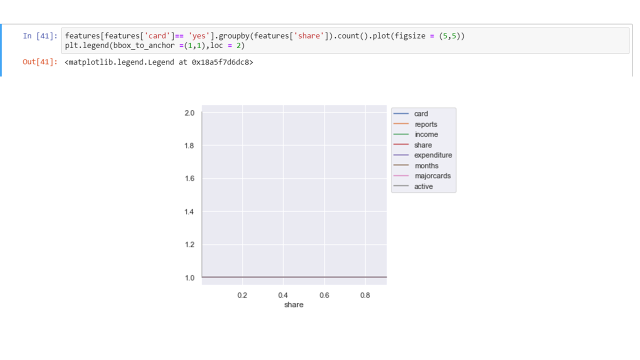 In [41]: features[features['card']== 'yes'].groupby(features['share']).count().plot(figsize = (5,5))
plt.legend(bbox_to_anchor =(1,1),loc = 2)
Out[41]: <matplotlib.legend.Legend at 0x18a5f7d6dc8>
2.0
1.8
1.6
1.4
1.2
1.0
0.2 0.4 0.6 0.8
share
card
reports
income
share
expenditure
months
majorcards
active